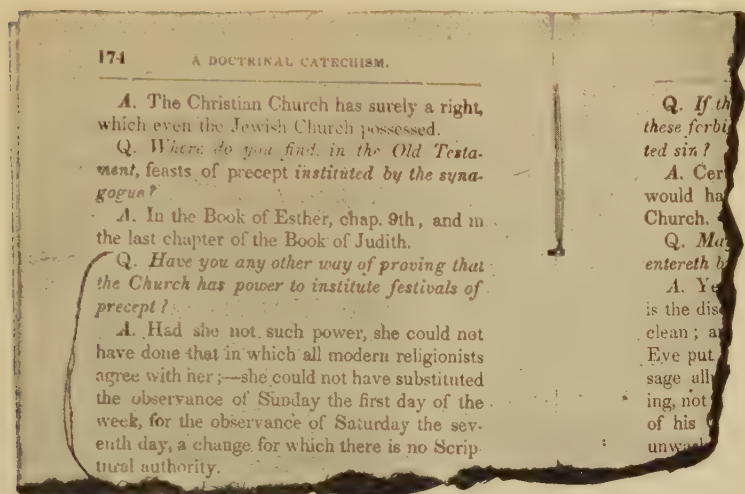 174 A DOCTRINAL CATECHISM.
A. The Christian Church has surely a right,
which even the Jewish Church possessed.
Q. Where do you find, in the Old Testa-
ment, feasts of precept instituted by the syna-
gogue?
A. In the Book of Esther, chap. 9th, and in
the last chapter of the Book of Judith.
Q. Have you any other way of proving that
the Church has power to institute festivals of
precept?
A. Had she not such power, she could not
have done that in which all modern religionists
agree with her;—she could not have substituted
the observance of Sunday the first day of the
week, for the observance of Saturday the sev-
enth day, a change for which there is no Scrip-
tural authority.
Q. If th
these forbi
ted sin?
A. Cer
would ha
Church.
Q. Ma
entereth b
A. Ye
is the dis
clean; a
Eve put
sage all
ing, not
of his
unwas